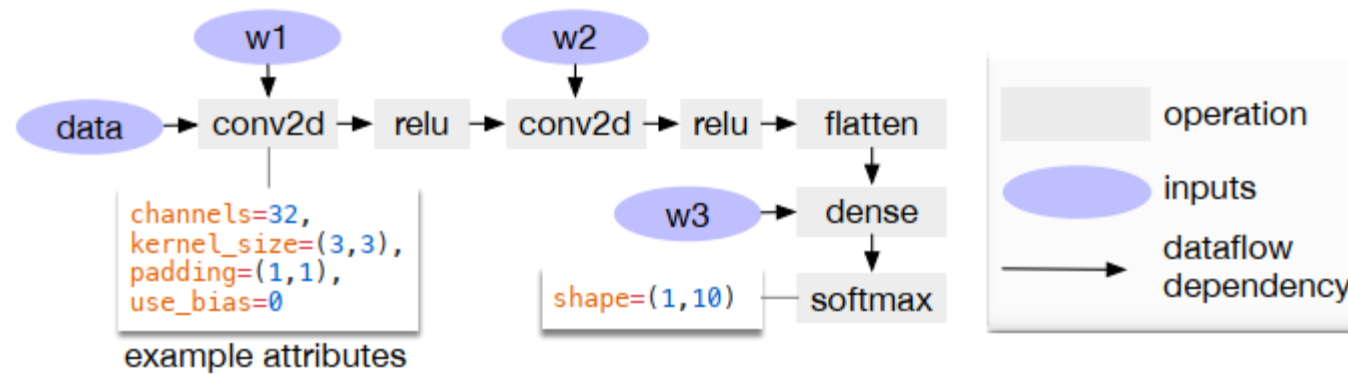 w1
w2
data
conv2d
relu
conv2d
relu
flatten
channels=32,
kernel_size=(3,3),
padding=(1,1),
use_bias=0
example attributes
w3
dense
shape=(1,10)
softmax
operation
inputs
dataflow
dependency